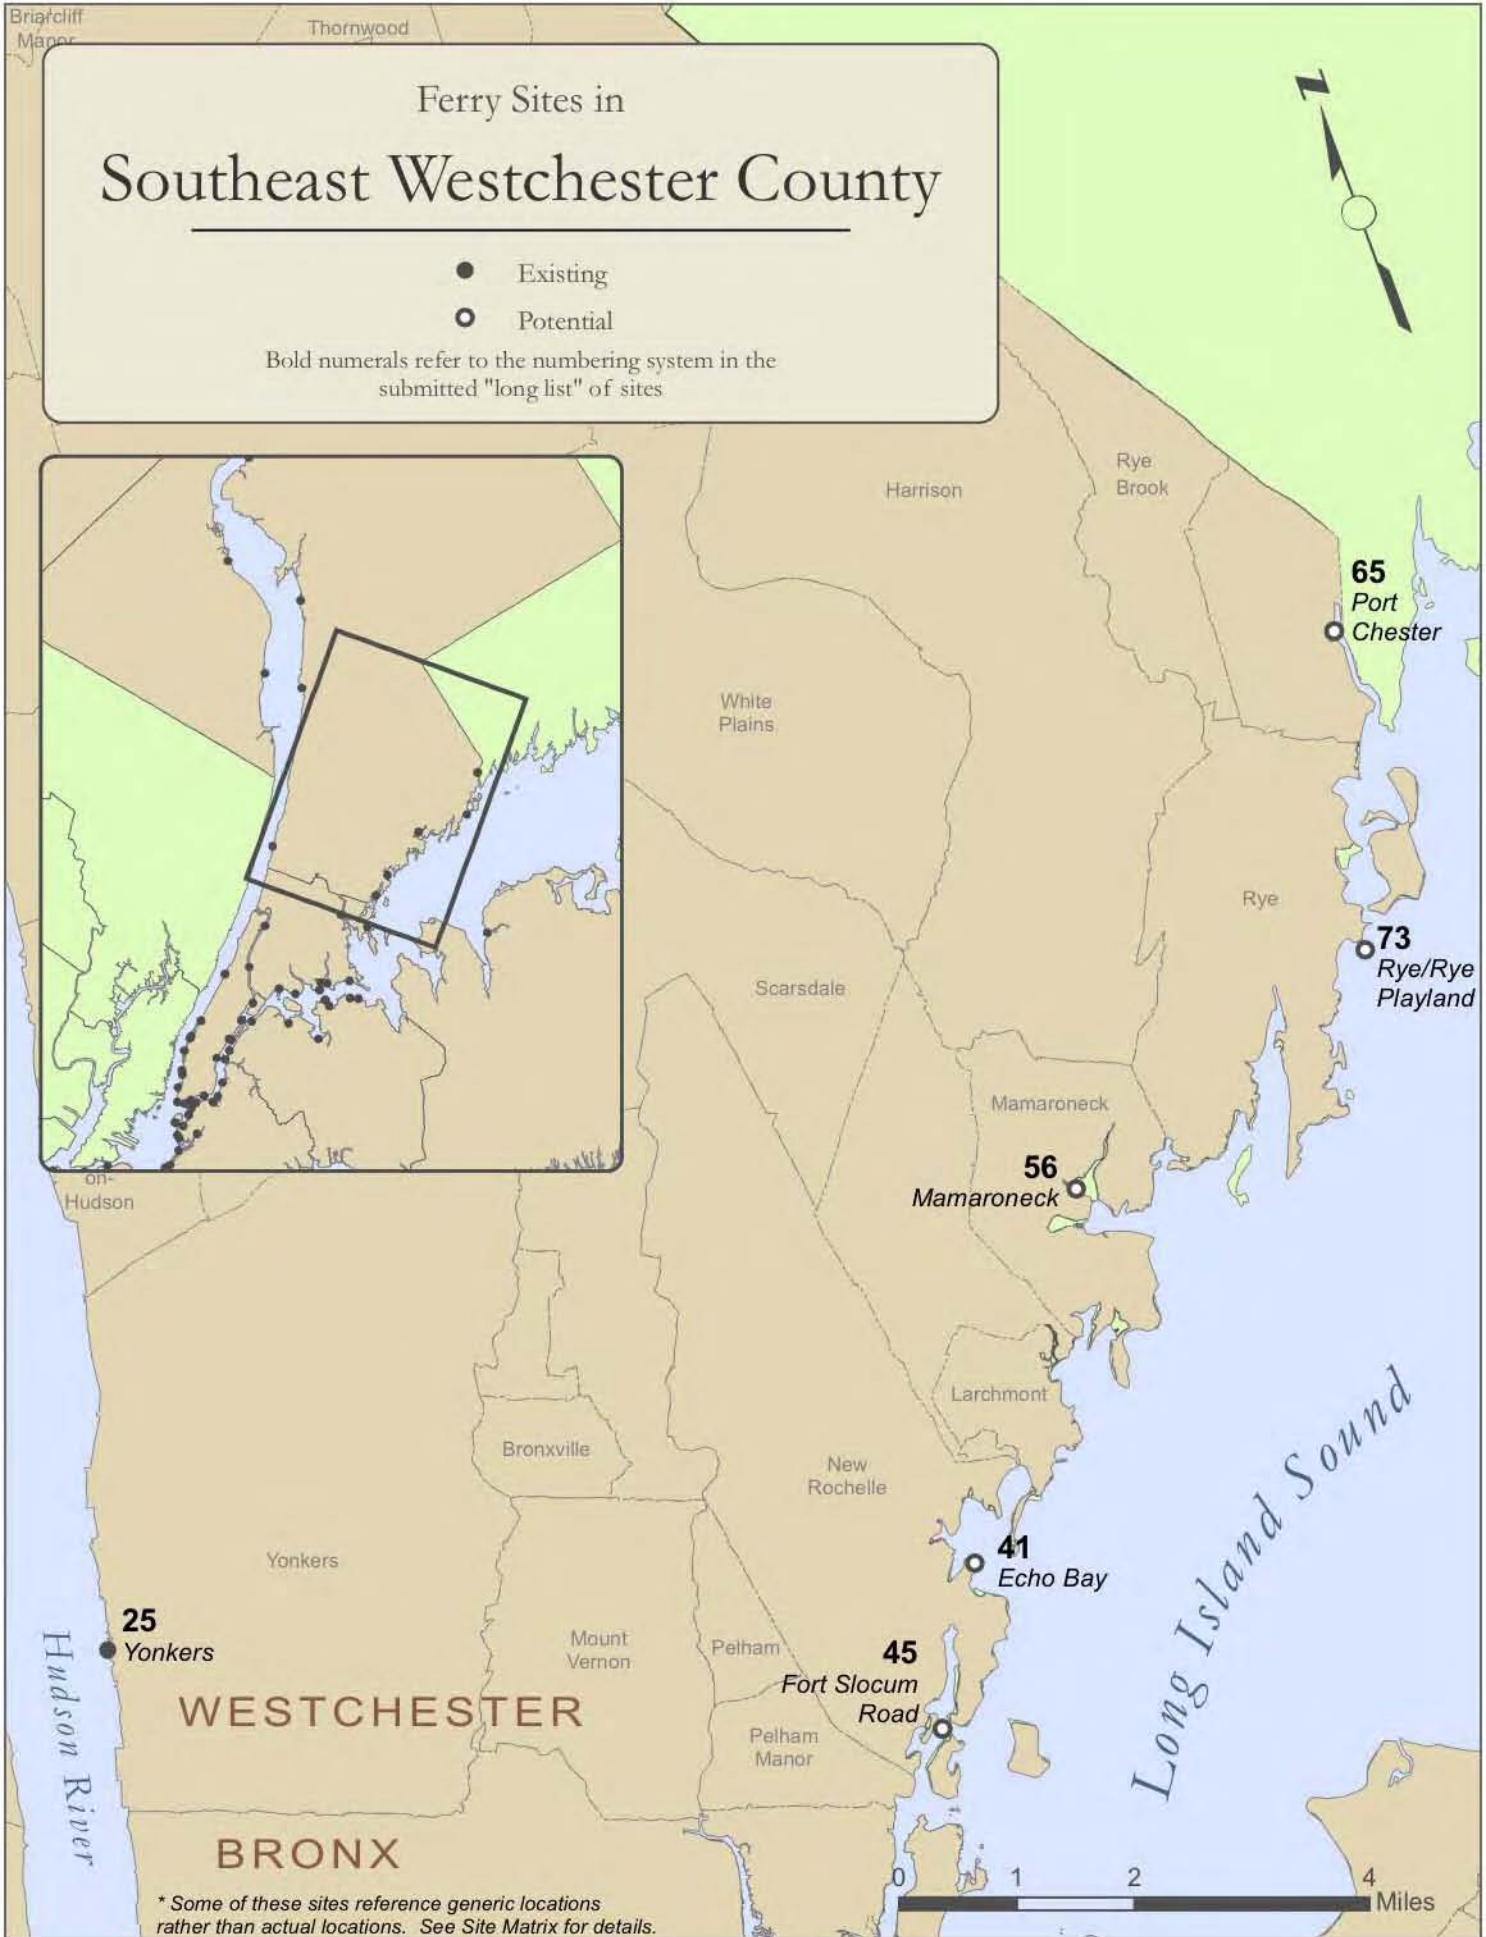 Briarcliff
Manor
Thornwood
Ferry Sites in
Southeast Westchester County
Existing
Potential
Bold numerals refer to the numbering system in the
submitted "long list" of sites
N
Harrison
Rye
Brook
65
Port
Chester
White
Plains
Rye
73
Rye/Rye
Playland
Scarsdale
Mamaroneck
56
Mamaroneck
on-
Hudson
Larchmont
Bronxville
New
Rochelle
41
Echo Bay
Yonkers
25
Yonkers
Mount
Vernon
Pelham
45
Fort Slocum
Road
WESTCHESTER
Pelham
Manor
Hudson River
Long Island Sound
BRONX
* Some of these sites reference generic locations
rather than actual locations. See Site Matrix for details.
0 1 2 4
Miles